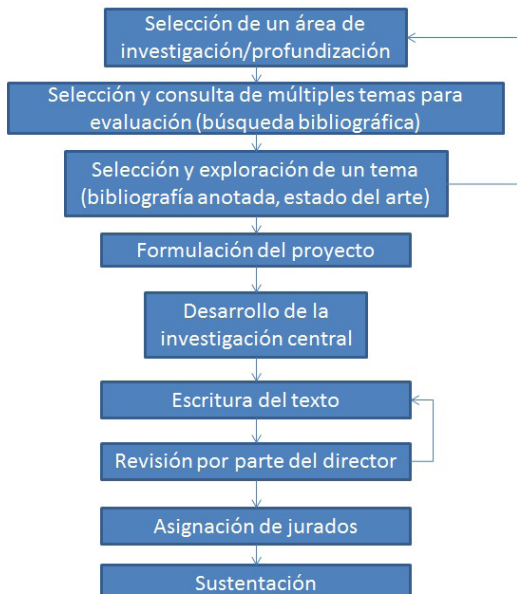 Selección de un área de
investigación/profundización
Selección y consulta de múltiples temas para
evaluación (búsqueda bibliográfica)
Selección y exploración de un tema
(bibliografía anotada, estado del arte)
Formulación del proyecto
Desarrollo de la
investigación central
Escritura del texto
Revisión por parte del director
Asignación de jurados
Sustentación